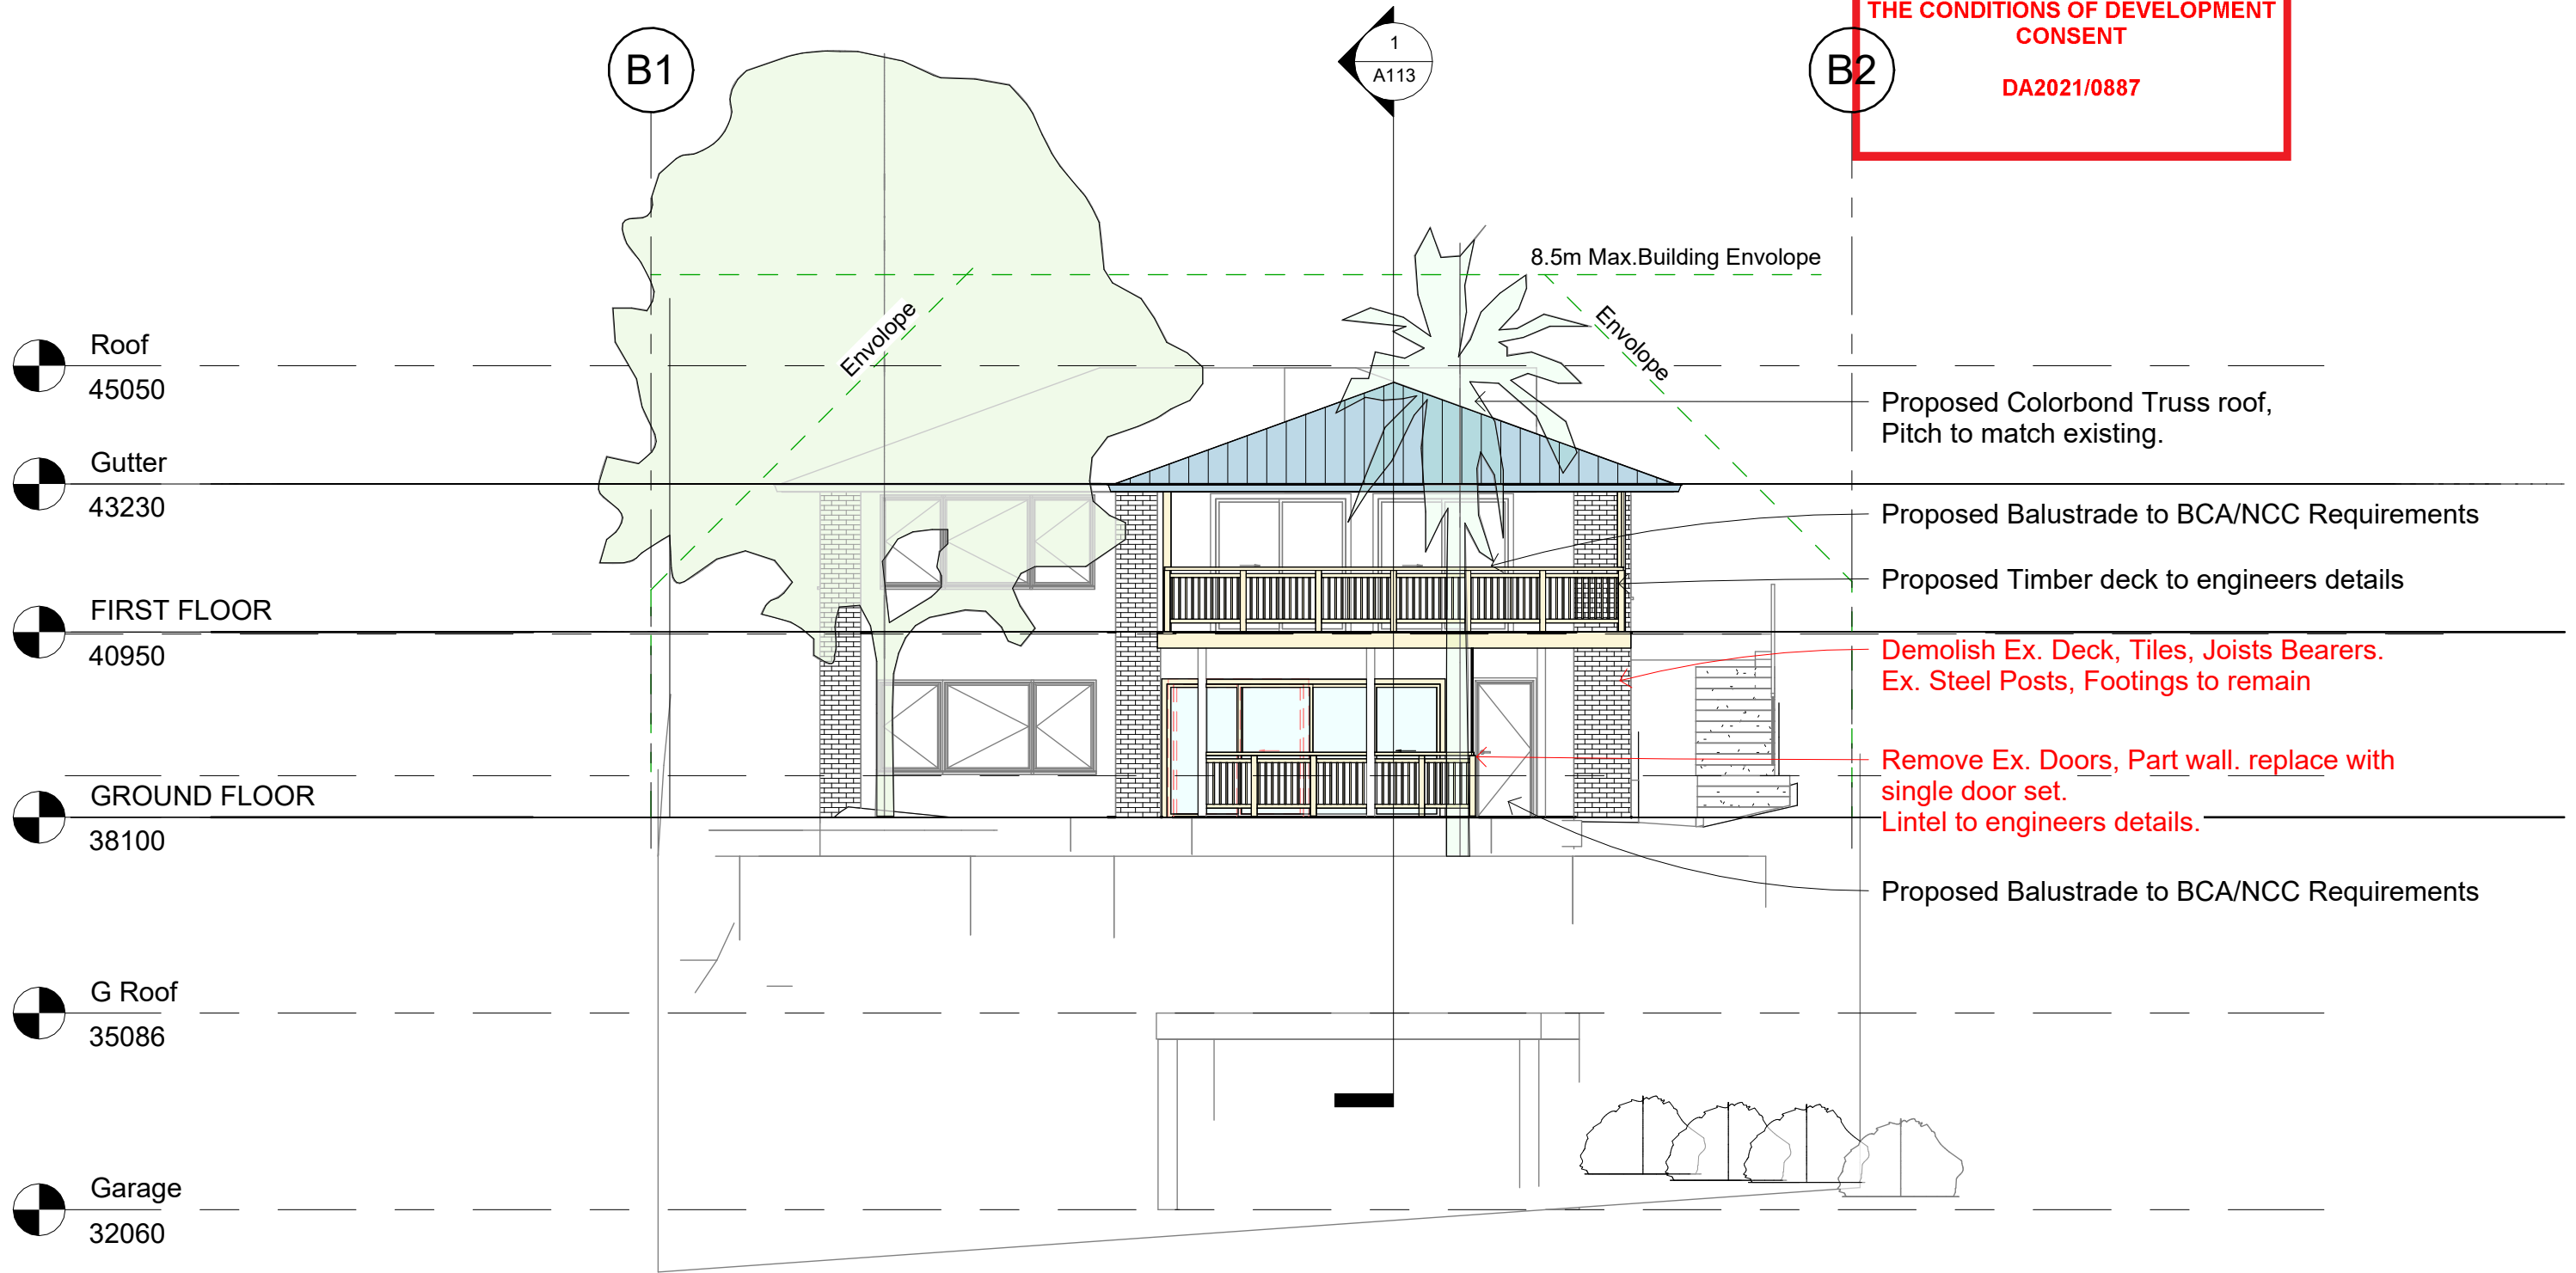 THE CONDITIONS OF DEVELOPMENT
CONSENT
DA2021/0887
B1
1
A113
B2
8.5m Max.Building Envolope
Envolope
Envolope
Roof
45050
Gutter
43230
FIRST FLOOR
40950
GROUND FLOOR
38100
G Roof
35086
Garage
32060
Proposed Colorbond Truss roof,
Pitch to match existing.
Proposed Balustrade to BCA/NCC Requirements
Proposed Timber deck to engineers details
Demolish Ex. Deck, Tiles, Joists Bearers.
Ex. Steel Posts, Footings to remain
Remove Ex. Doors, Part wall. replace with
single door set.
Lintel to engineers details.
Proposed Balustrade to BCA/NCC Requirements